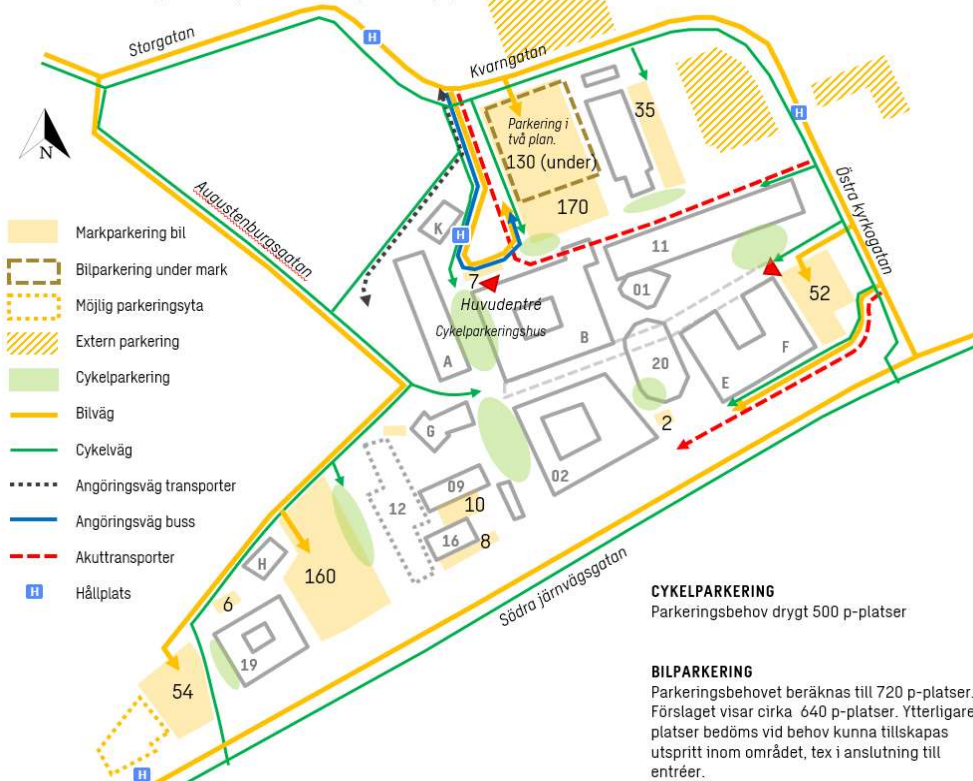 Storgatan
H
Kvarngatan
N
Augustenburgsgatan
Parkering i
två plan.
130 (under)
35
170
H
Östra kyrkogatan
K
H
7
Huvudentré
Cykelparkeringshus
A
B
11
01
52
20
F
E
2
Markparkering bil
Bilparkering under mark
Möjlig parkeringsyta
Extern parkering
Cykelparkering
Bilväg
Cykelväg
Angöringsväg transporter
Angöringsväg buss
Akuttransporter
H Hållplats
G
02
09
12
10
16
8
H
160
6
19
54
H
Södra järnvägsgatan
CYKELPARKERING
Parkeringsbehov drygt 500 p-platser
BILPARKERING
Parkeringsbehovet beräknas till 720 p-platser.
Förslaget visar cirka 640 p-platser. Ytterligare
platser bedöms vid behov kunna tillskapas
utspritt inom området, tex i anslutning till
entréer.